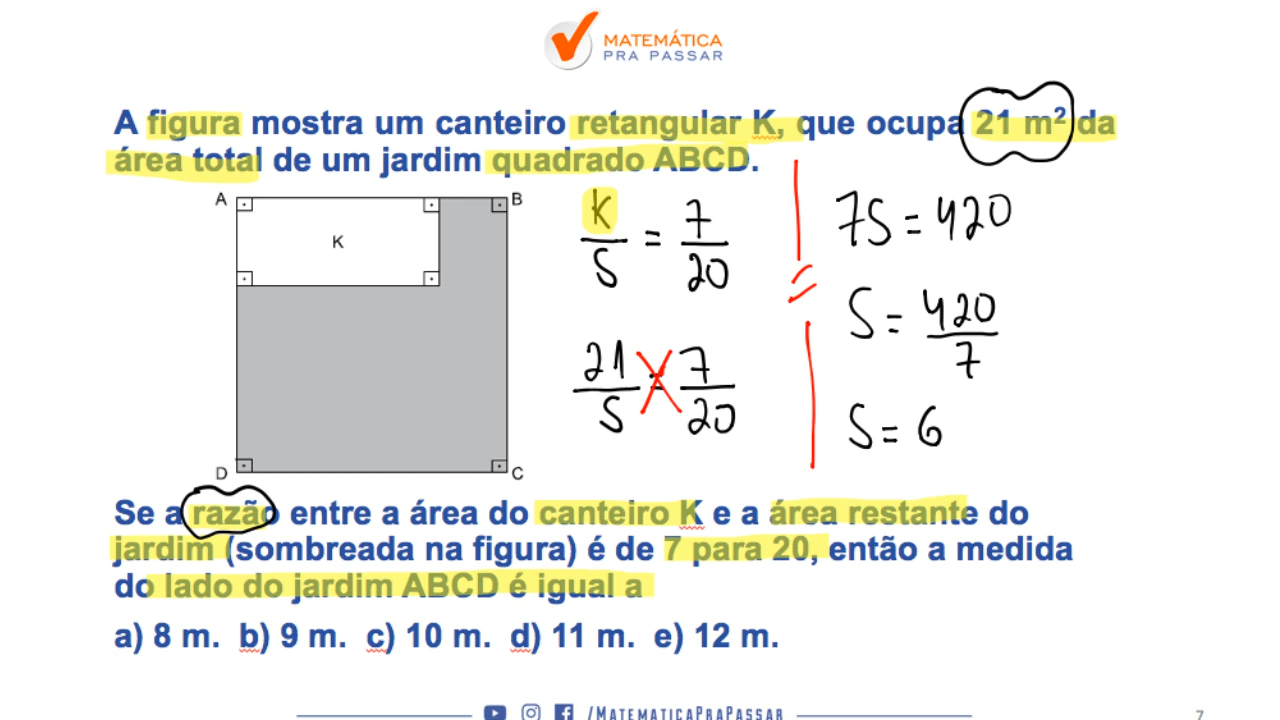 MATEMÁTICA
PRA PASSAR
A figura mostra um canteiro retangular K, que ocupa 21 m² da
área total de um jardim quadrado ABCD.
A B
K
D C
K/S = 7/20
21/S = 7/20
7S = 420
S = 420/7
S = 6
Se a razão entre a área do canteiro K e a área restante do
jardim (sombreada na figura) é de 7 para 20, então a medida
do lado do jardim ABCD é igual a
a) 8 m. b) 9 m. c) 10 m. d) 11 m. e) 12 m.
/MATEMATICAPRAPASSAR
7